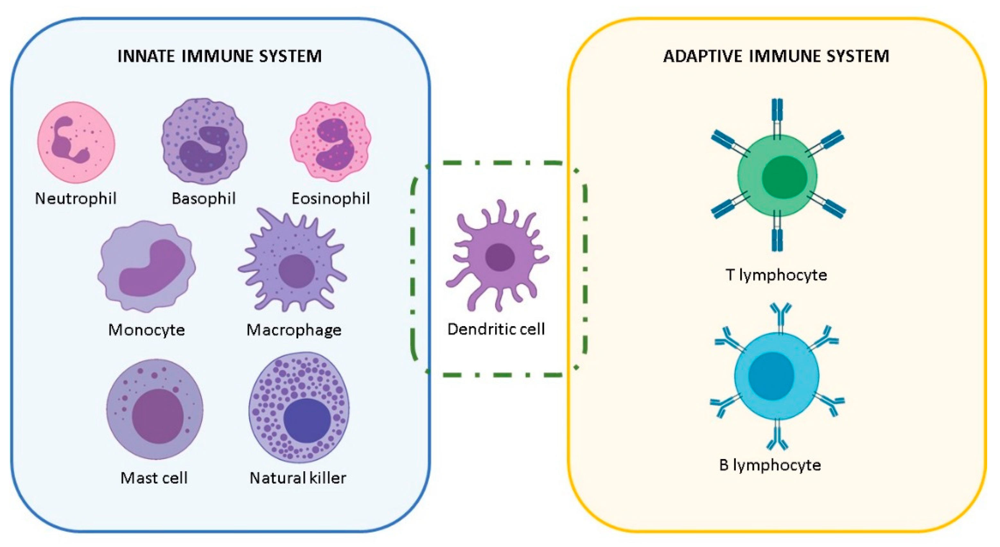 INNATE IMMUNE SYSTEM
ADAPTIVE IMMUNE SYSTEM
Neutrophil
Basophil
Eosinophil
Monocyte
Macrophage
Dendritic cell
T lymphocyte
Mast cell
Natural killer
B lymphocyte